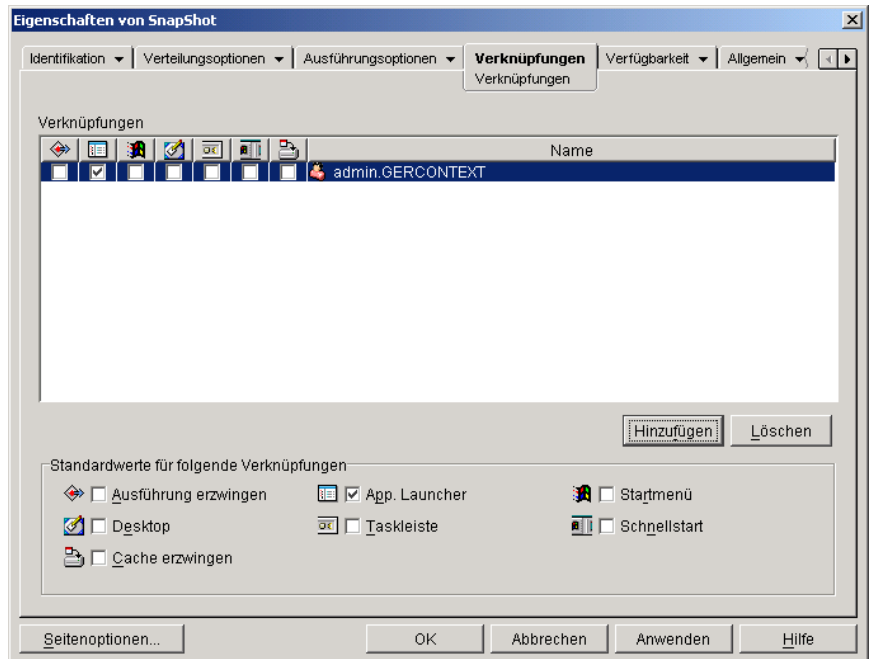 Eigenschaften von SnapShot
Identifikation Verteilungsoptionen Ausführungsoptionen Verknüpfungen Verfügbarkeit Allgemein
Verknüpfungen
Verknüpfungen
Name
admin.GERCONTEXT
Hinzufügen Löschen
Standardwerte für folgende Verknüpfungen
Ausführung erzwingen App. Launcher Startmenü
Desktop Taskleiste Schnellstart
Cache erzwingen
Seitenoptionen... OK Abbrechen Anwenden Hilfe